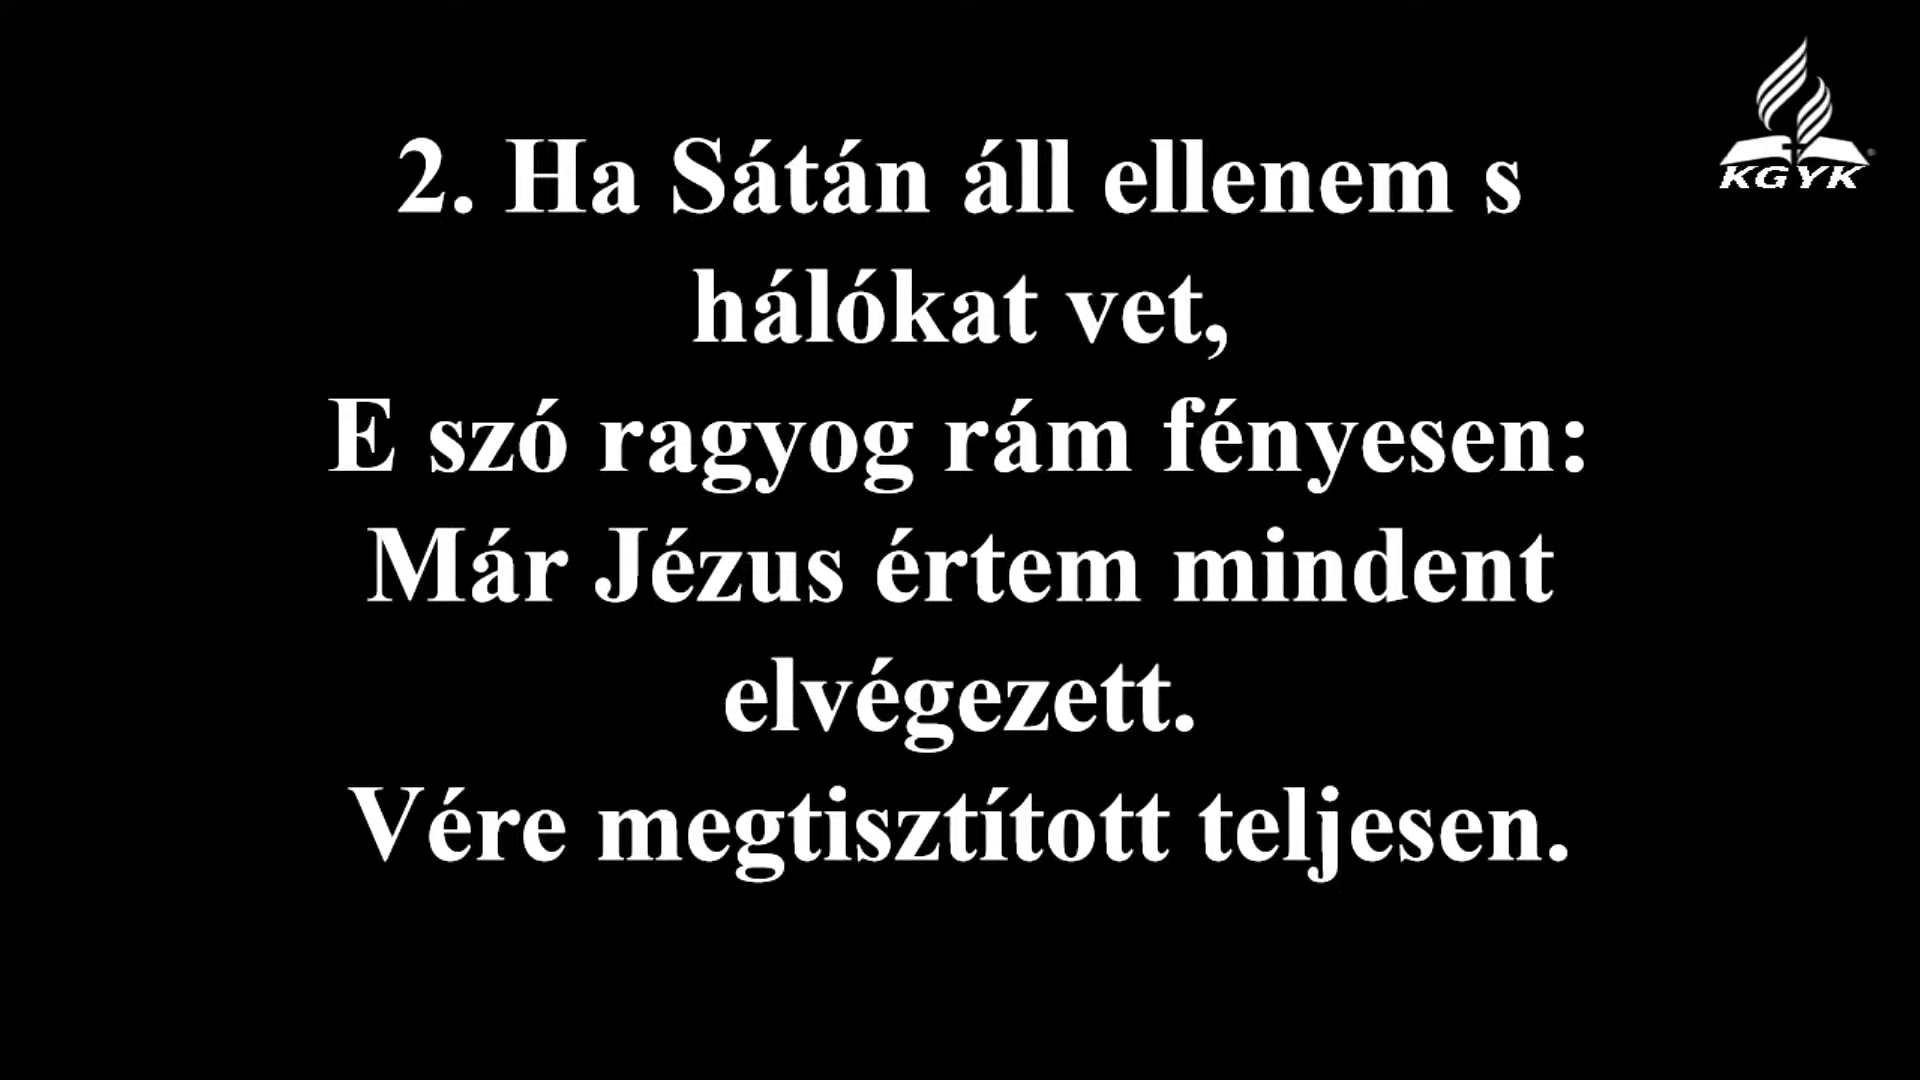 2. Ha Sátán áll ellenem s
hálókat vet,
E szó ragyog rám fényesen:
Már Jézus értem mindent
elvégezett.
Vére megtisztított teljesen.
KGYK